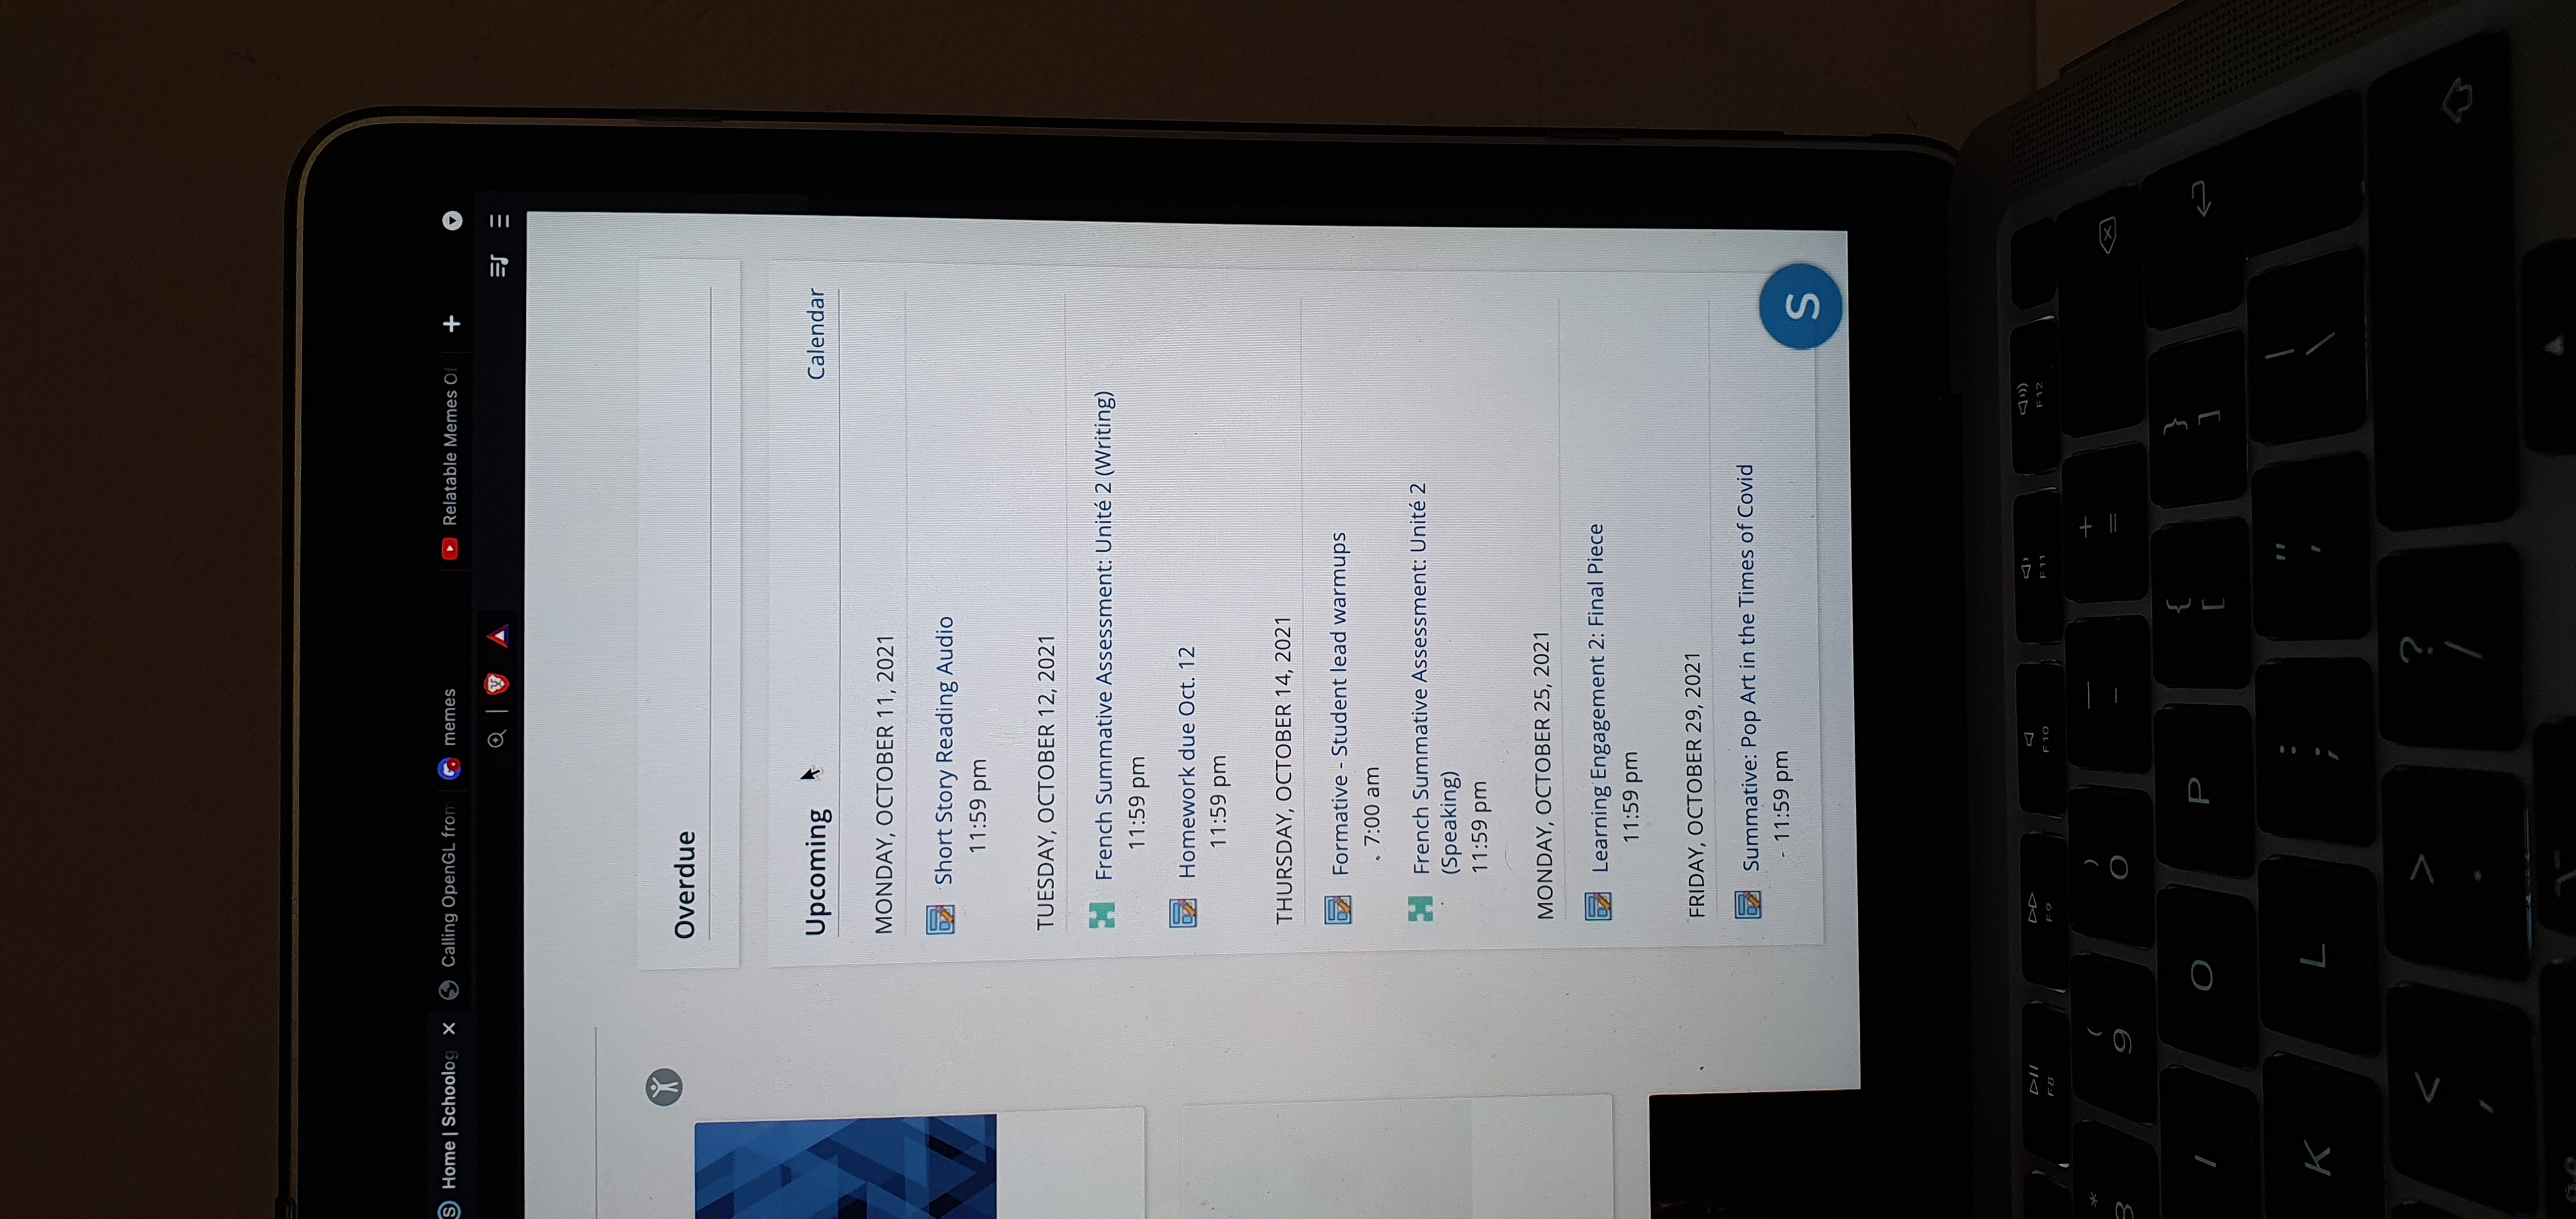 Home | Schoolog
Calling OpenGL from
memes
Relatable Memes Of
Overdue
Upcoming
Calendar
MONDAY, OCTOBER 11, 2021
Short Story Reading Audio
11:59 pm
TUESDAY, OCTOBER 12, 2021
French Summative Assessment: Unité 2 (Writing)
11:59 pm
Homework due Oct. 12
11:59 pm
THURSDAY, OCTOBER 14, 2021
Formative - Student lead warmups
7:00 am
French Summative Assessment: Unité 2
(Speaking)
11:59 pm
MONDAY, OCTOBER 25, 2021
Learning Engagement 2: Final Piece
11:59 pm
FRIDAY, OCTOBER 29, 2021
Summative: Pop Art in the Times of Covid
11:59 pm
S
F8 F9 F10 F11 F12
* ( ) — +
8 9 0 - =
{ }
I O P [ ]
: " |
K L ; ' \
< > ?
, . /